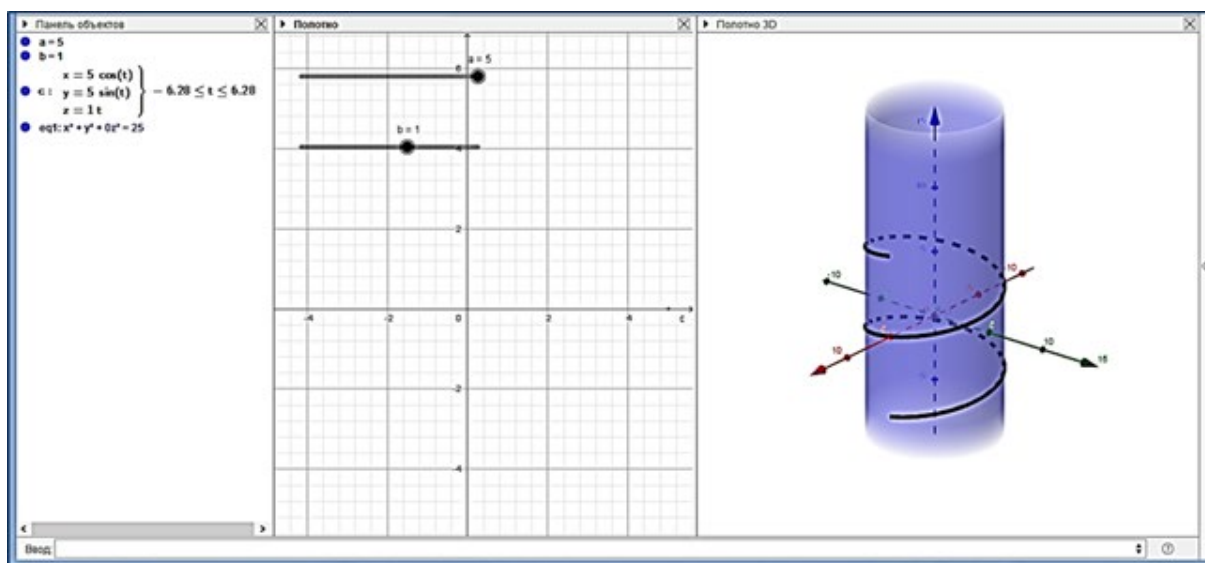 Панель объектов
a = 5
b = 1
x = 5 cos(t)
c : y = 5 sin(t) } − 6.28 ≤ t ≤ 6.28
z = 1 t
eq1: x² + y² + 0z² = 25
Полотно
a = 5
6
b = 1
4
2
-4 -2 0 2 4 c
-2
-4
Полотно 3D
-10
-10
10
10
15
Ввод: